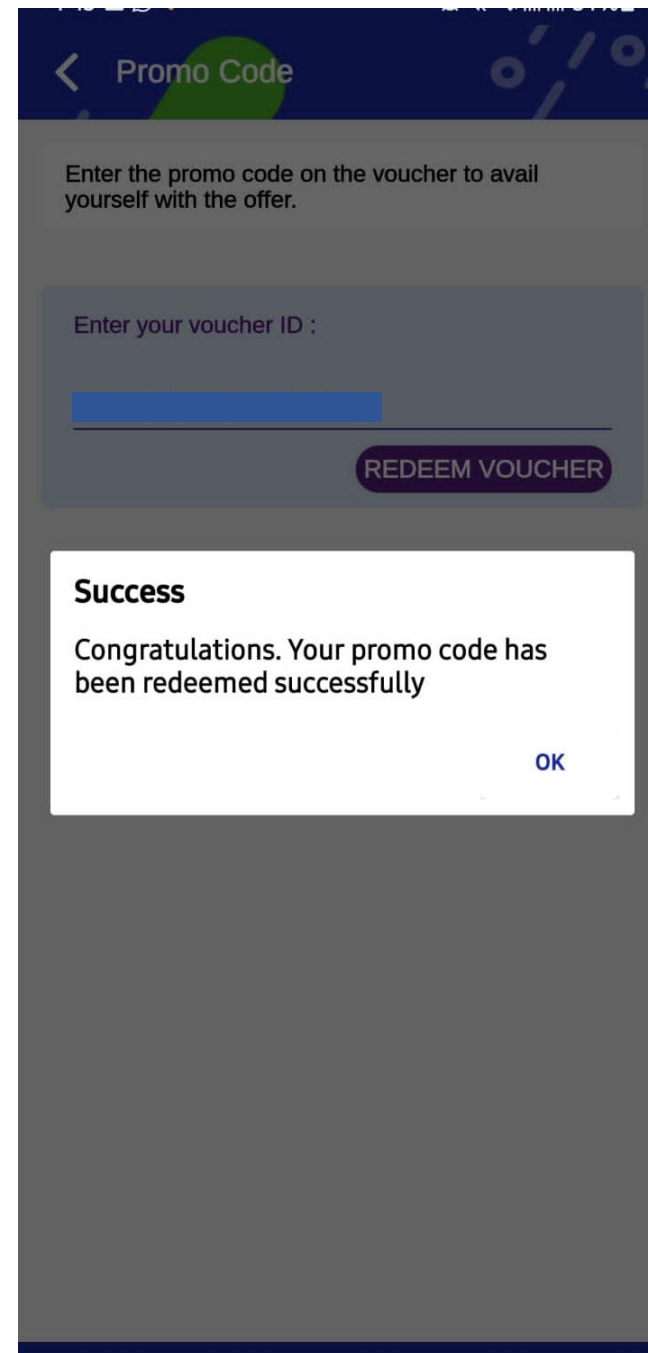 Promo Code
Enter the promo code on the voucher to avail
yourself with the offer.
Enter your voucher ID :
REDEEM VOUCHER
Success
Congratulations. Your promo code has
been redeemed successfully
OK